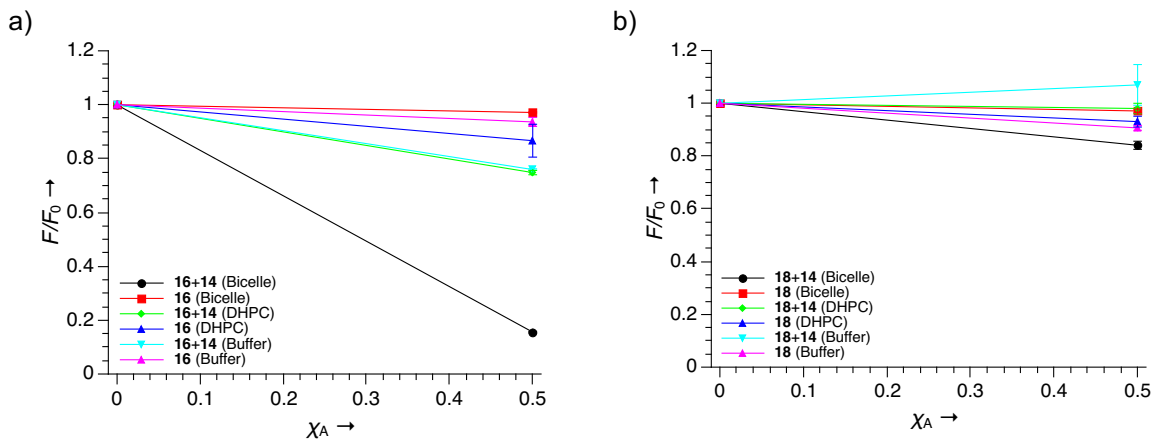 a)
1.2
1
0.8
0.6
0.4
0.2
0
F/F0 →
16+14 (Bicelle)
16 (Bicelle)
16+14 (DHPC)
16 (DHPC)
16+14 (Buffer)
16 (Buffer)
0 0.1 0.2 0.3 0.4 0.5
χA →
b)
1.2
1
0.8
0.6
0.4
0.2
0
F/F0 →
18+14 (Bicelle)
18 (Bicelle)
18+14 (DHPC)
18 (DHPC)
18+14 (Buffer)
18 (Buffer)
0 0.1 0.2 0.3 0.4 0.5
χA →